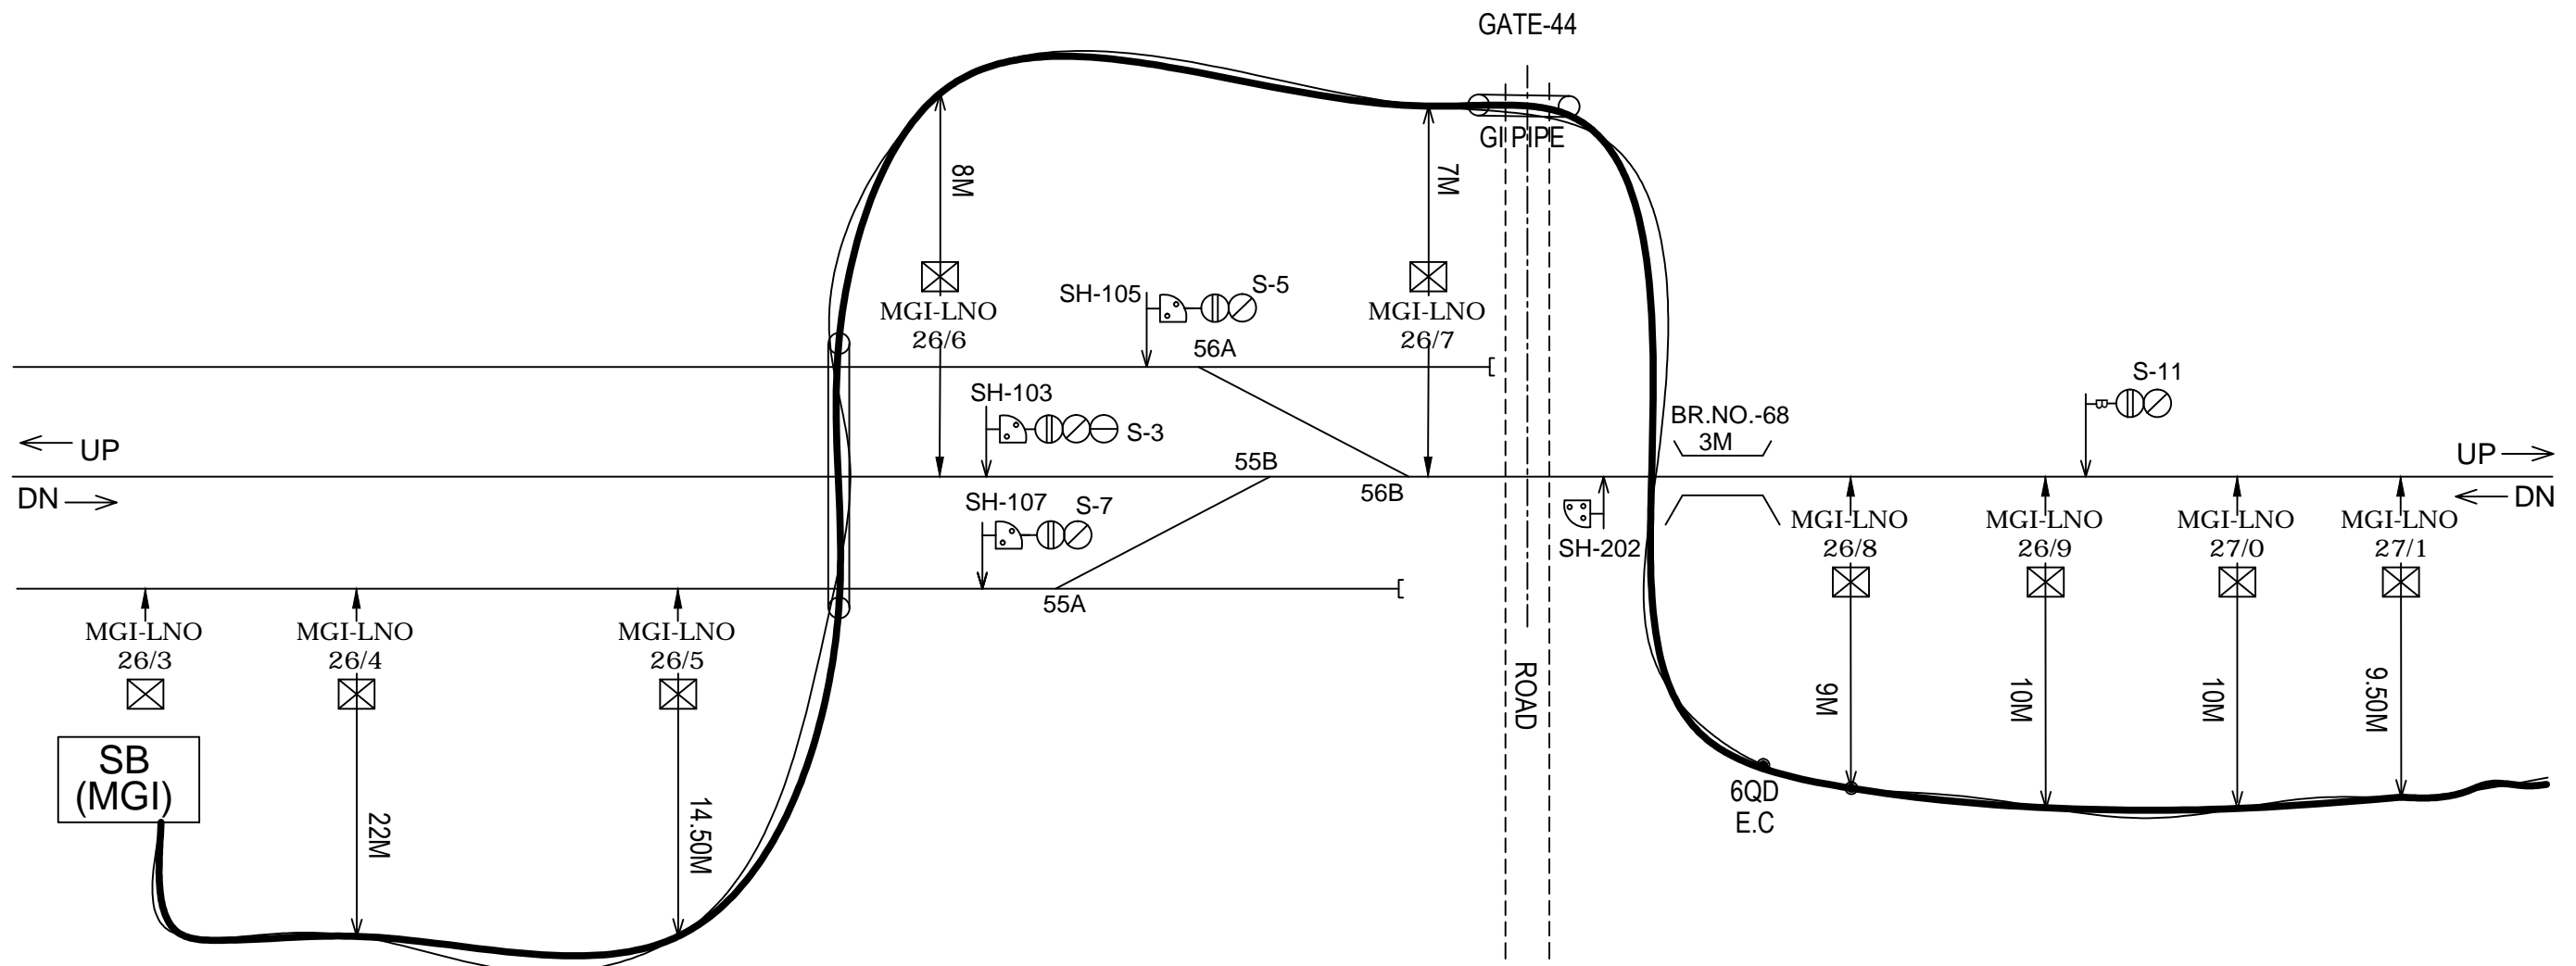 GATE-44
GI PIPE
8M
7M
SH-105
S-5
MGI-LNO
26/6
MGI-LNO
26/7
56A
S-11
B
SH-103
S-3
BR.NO.-68
3M
UP
UP
55B
56B
DN
DN
SH-107
S-7
SH-202
MGI-LNO
26/8
MGI-LNO
26/9
MGI-LNO
27/0
MGI-LNO
27/1
55A
MGI-LNO
26/3
MGI-LNO
26/4
MGI-LNO
26/5
ROAD
9M
10M
10M
9.50M
SB
(MGI)
22M
14.50M
6QD
E.C